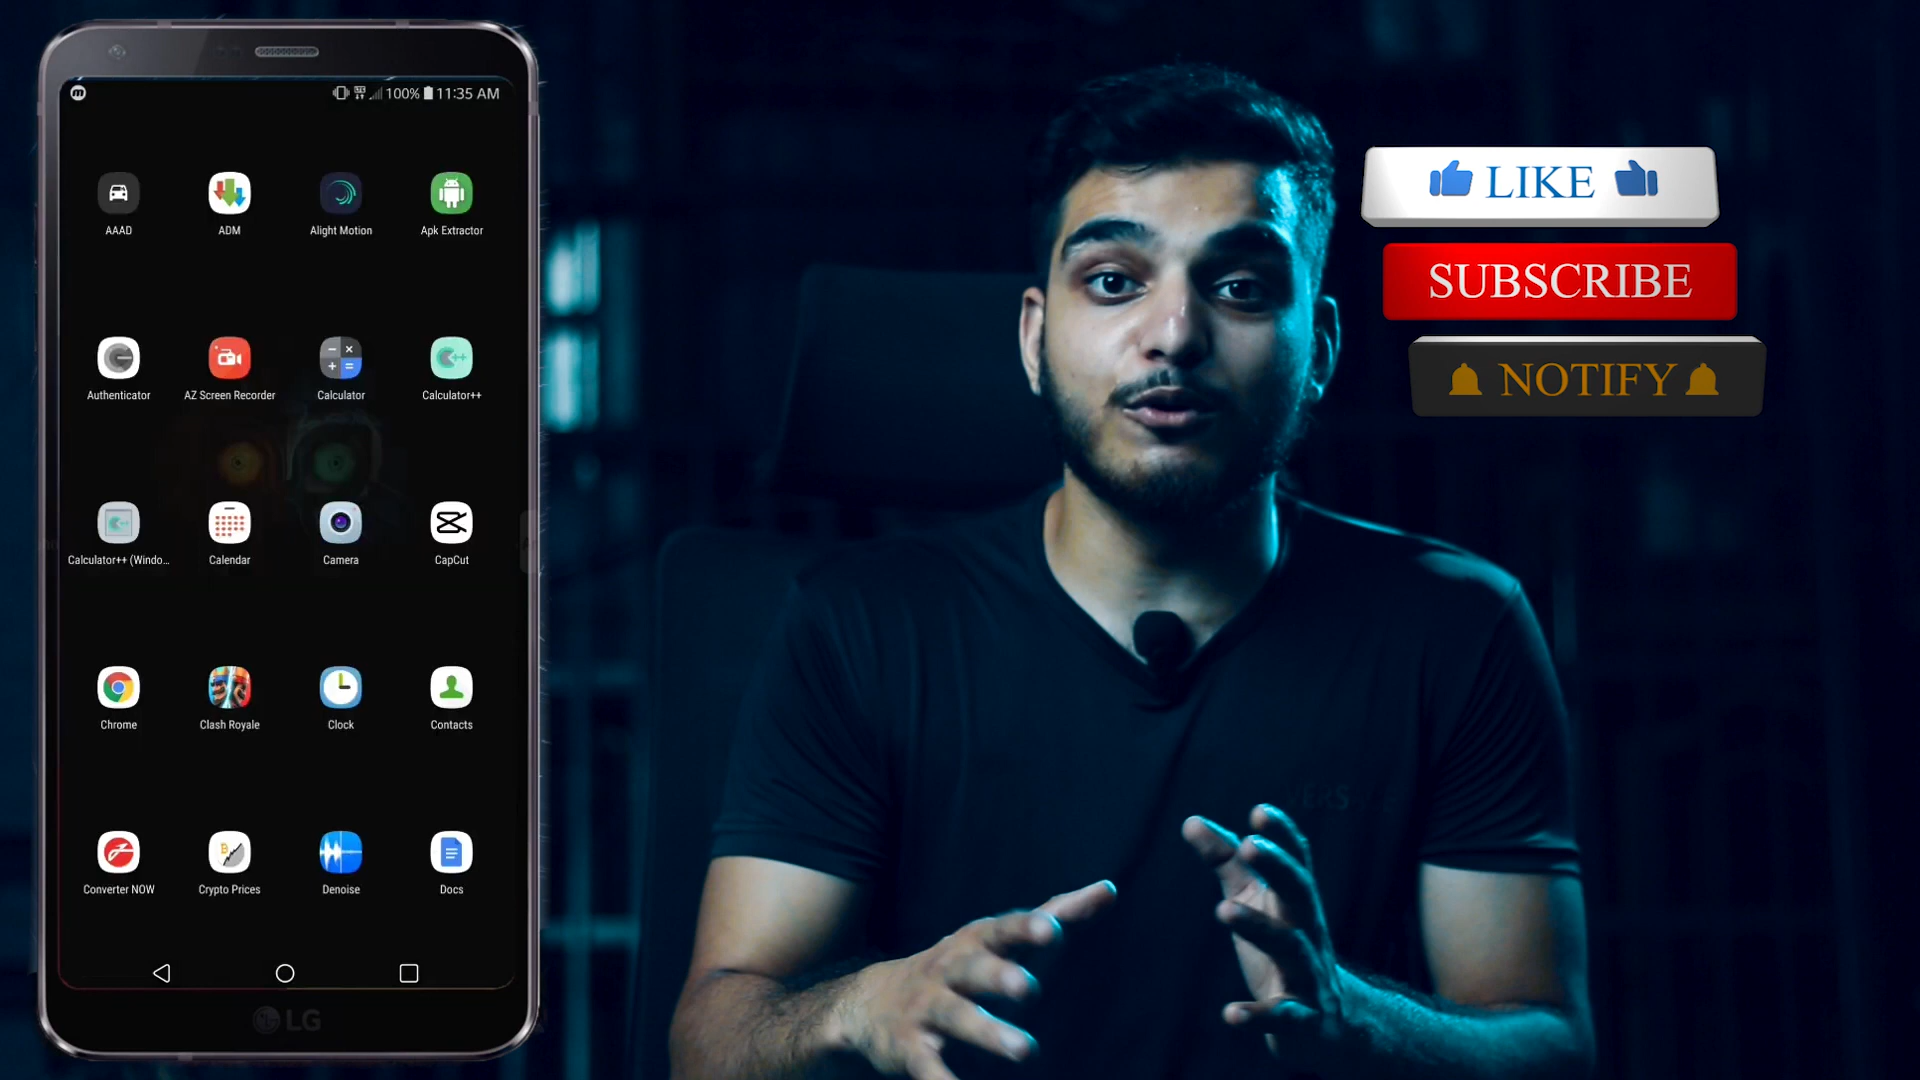 100% 11:35 AM
AAAD
ADM
Alight Motion
Apk Extractor
Authenticator
AZ Screen Recorder
Calculator
Calculator++
Calculator++ (Windo...
Calendar
Camera
CapCut
Chrome
Clash Royale
Clock
Contacts
Converter NOW
Crypto Prices
Denoise
Docs
LG
LIKE
SUBSCRIBE
NOTIFY